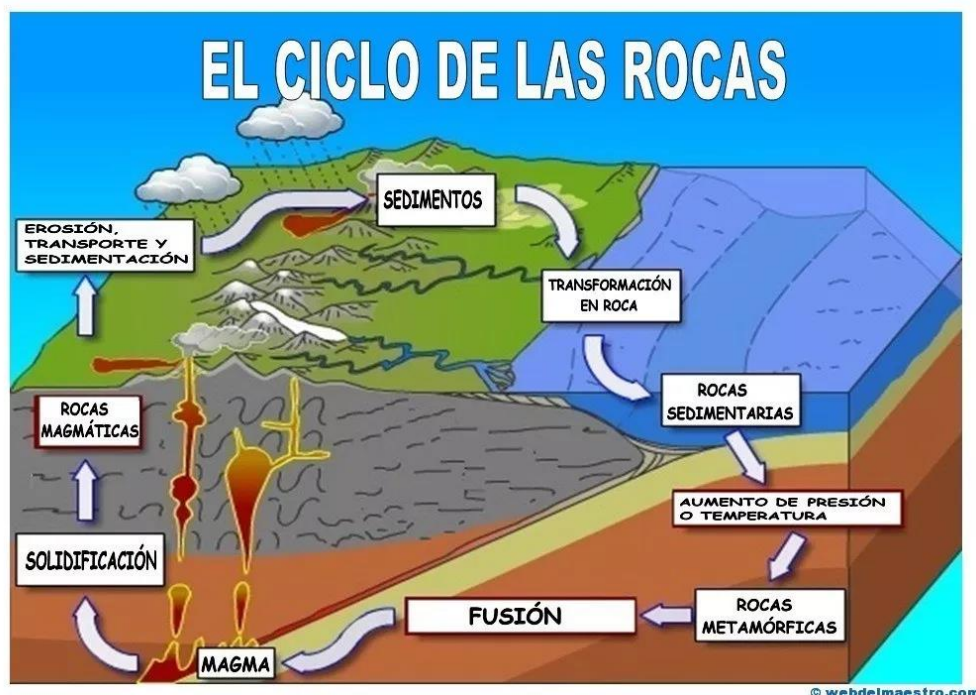 EL CICLO DE LAS ROCAS
SEDIMENTOS
EROSIÓN,
TRANSPORTE Y
SEDIMENTACIÓN
TRANSFORMACIÓN
EN ROCA
ROCAS
SEDIMENTARIAS
ROCAS
MAGMÁTICAS
AUMENTO DE PRESIÓN
O TEMPERATURA
SOLIDIFICACIÓN
ROCAS
METAMÓRFICAS
FUSIÓN
MAGMA
© webdelmaestro.com